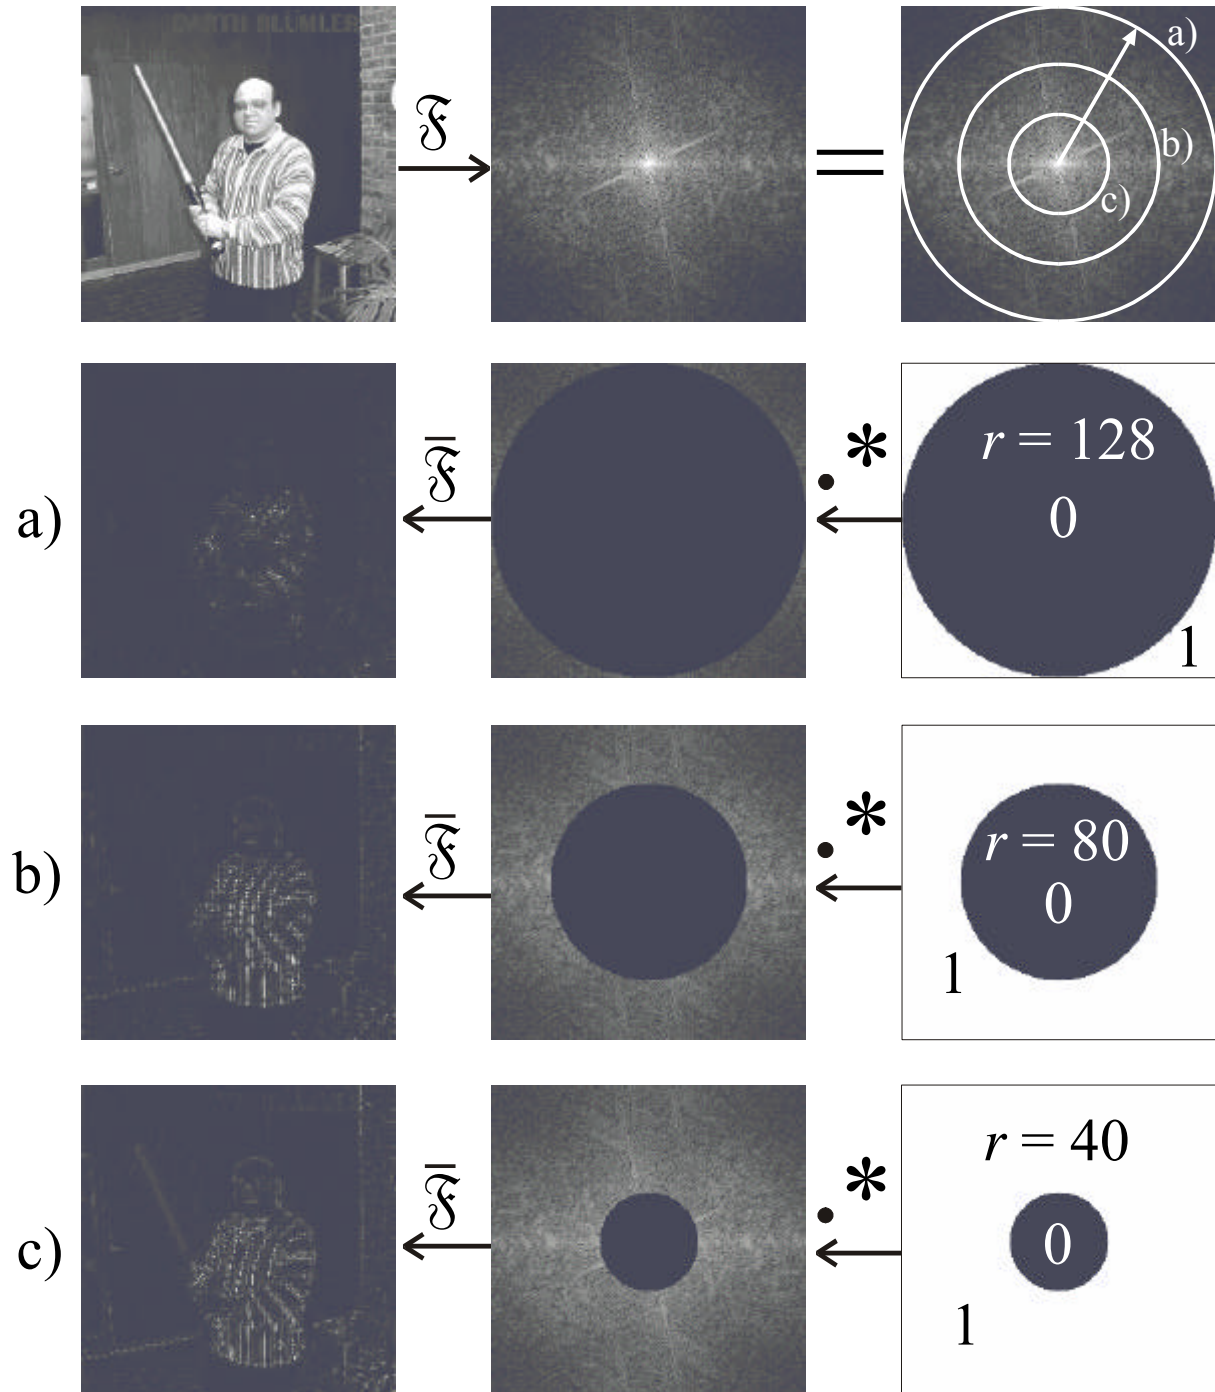 DARTH BLUMLER
𝔉
=
a)
b)
c)
a)
𝔉̅
.*
r = 128
0
1
b)
𝔉̅
.*
r = 80
0
1
c)
𝔉̅
.*
r = 40
0
1